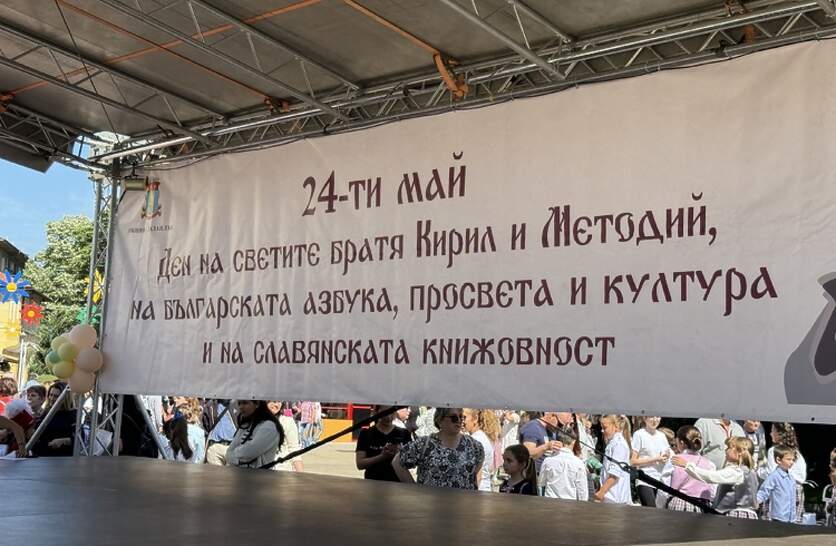 24-ти май
Ден на светите братя Кирил и Методий,
на българската азбука, просвета и култура
и на славянската книжовност